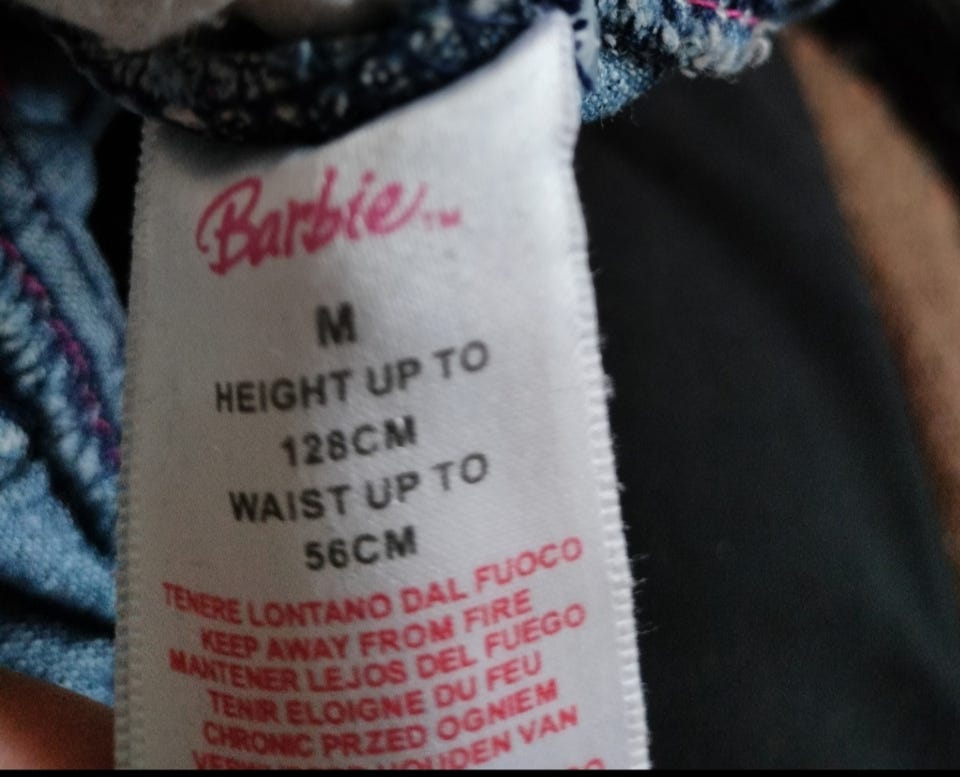 Barbie™
M
HEIGHT UP TO
128CM
WAIST UP TO
56CM
TENERE LONTANO DAL FUOCO
KEEP AWAY FROM FIRE
MANTENER LEJOS DEL FUEGO
TENIR ELOIGNE DU FEU
CHRONIC PRZED OGNIEM
VAN